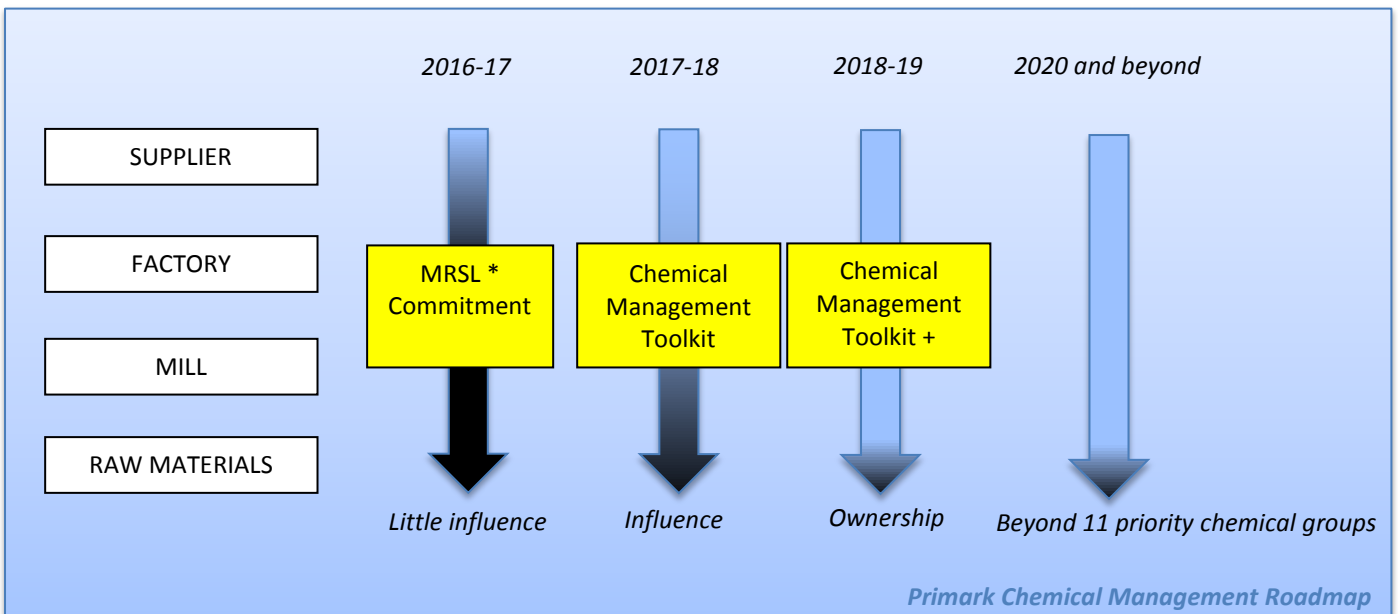 2016-17
2017-18
2018-19
2020 and beyond
SUPPLIER
FACTORY
MILL
RAW MATERIALS
MRSL *
Commitment
Chemical
Management
Toolkit
Chemical
Management
Toolkit +
Little influence
Influence
Ownership
Beyond 11 priority chemical groups
Primark Chemical Management Roadmap